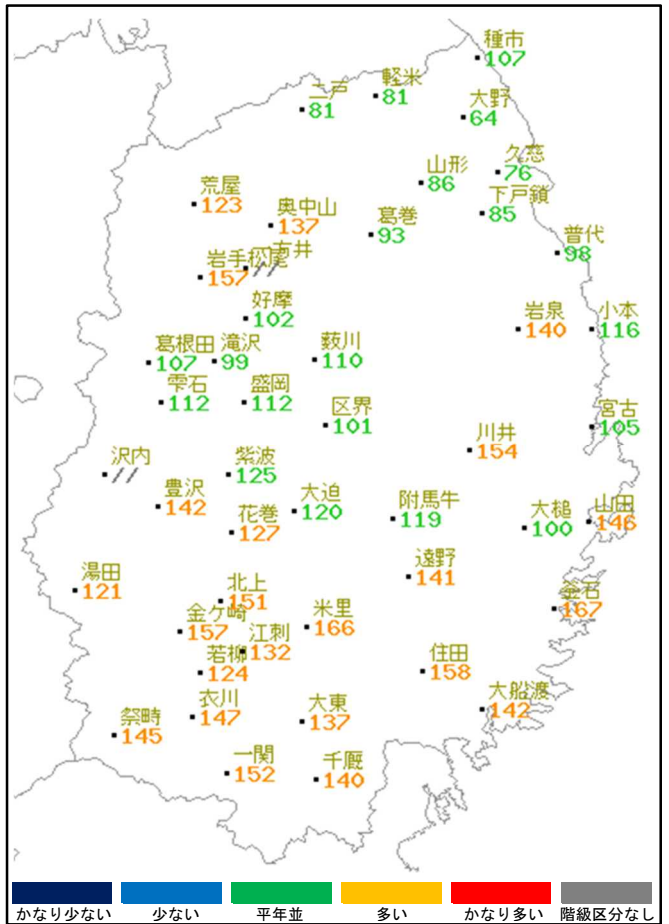 種市
107
軽米
81
二戸
81
大野
64
久慈
76
山形
86
下戸鎖
85
荒屋
123
奥中山
137
葛巻
93
普代
98
岩手松尾
157
一方井
//
好摩
102
岩泉
140
小本
116
葛根田
107
滝沢
99
薮川
110
雫石
112
盛岡
112
区界
101
宮古
105
川井
154
沢内
//
紫波
125
豊沢
142
大迫
120
附馬牛
119
大槌
100
山田
146
花巻
127
湯田
121
遠野
141
北上
151
釜石
167
金ケ崎
157
米里
166
江刺
132
若柳
124
住田
158
衣川
147
大東
137
大船渡
142
祭畤
145
一関
152
千厩
140
かなり少ない 少ない 平年並 多い かなり多い 階級区分なし